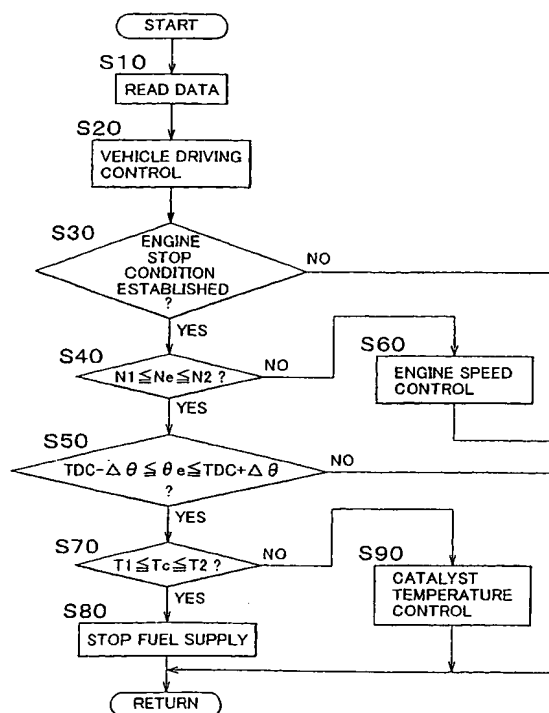 START
S10
READ DATA
S20
VEHICLE DRIVING
CONTROL
S30
ENGINE
STOP
CONDITION
ESTABLISHED
?
NO
YES
S40
N1≦Ne≦N2 ?
NO
S60
ENGINE SPEED
CONTROL
YES
S50
TDC-Δθ≦θe≦TDC+Δθ
?
NO
YES
S70
T1≦Tc≦T2 ?
NO
S90
CATALYST
TEMPERATURE
CONTROL
YES
S80
STOP FUEL SUPPLY
RETURN